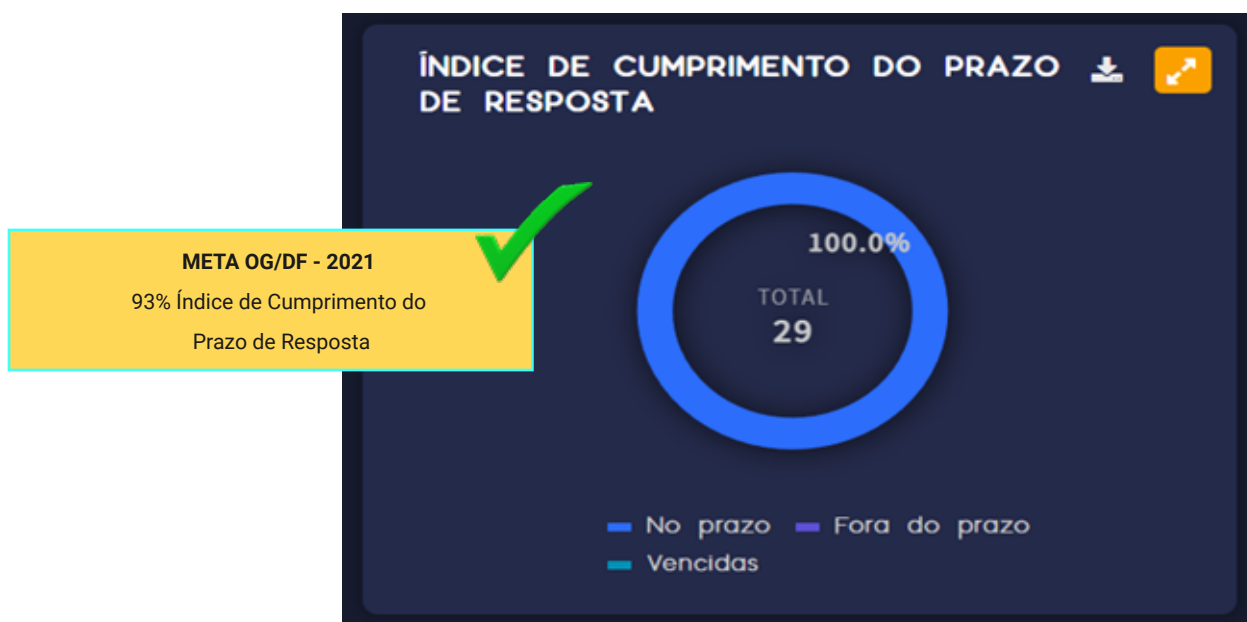 ÍNDICE DE CUMPRIMENTO DO PRAZO
DE RESPOSTA
META OG/DF - 2021
93% Índice de Cumprimento do
Prazo de Resposta
100.0%
TOTAL
29
No prazo
Fora do prazo
Vencidas